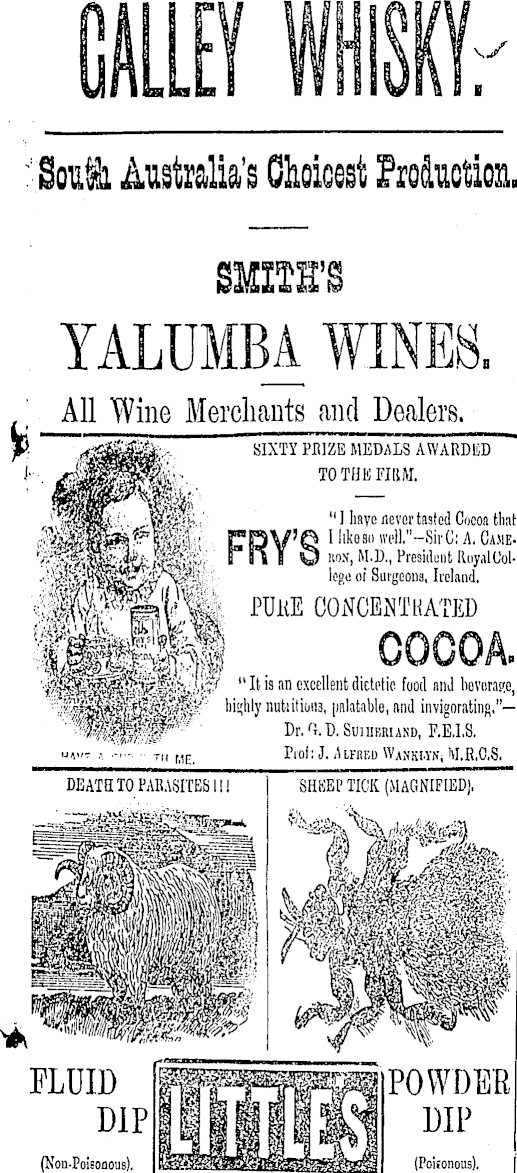 GALLEY WHISKY.
South Australia's Choicest Production.
SMITH'S
YALUMBA WINES.
All Wine Merchants and Dealers.
SIXTY PRIZE MEDALS AWARDED
TO THE FIRM.
"I have never tasted Cocoa that
FRY'S I like so well."—Sir C: A. CAME-
RON, M.D., President Royal Col-
lege of Surgeons, Ireland.
PURE CONCENTRATED
COCOA.
"It is an excellent dietetic food and beverage,
highly nutritious, palatable, and invigorating."—
Dr. G. D. SUTHERLAND, F.E.I.S.
Prof: J. ALFRED WANKLYN, M.R.C.S.
HAVE A WITH ME.
DEATH TO PARASITES!!!
SHEEP TICK (MAGNIFIED).
FLUID
DIP
(Non-Poisonous).
LITTLE'S
POWDER
DIP
(Poisonous).